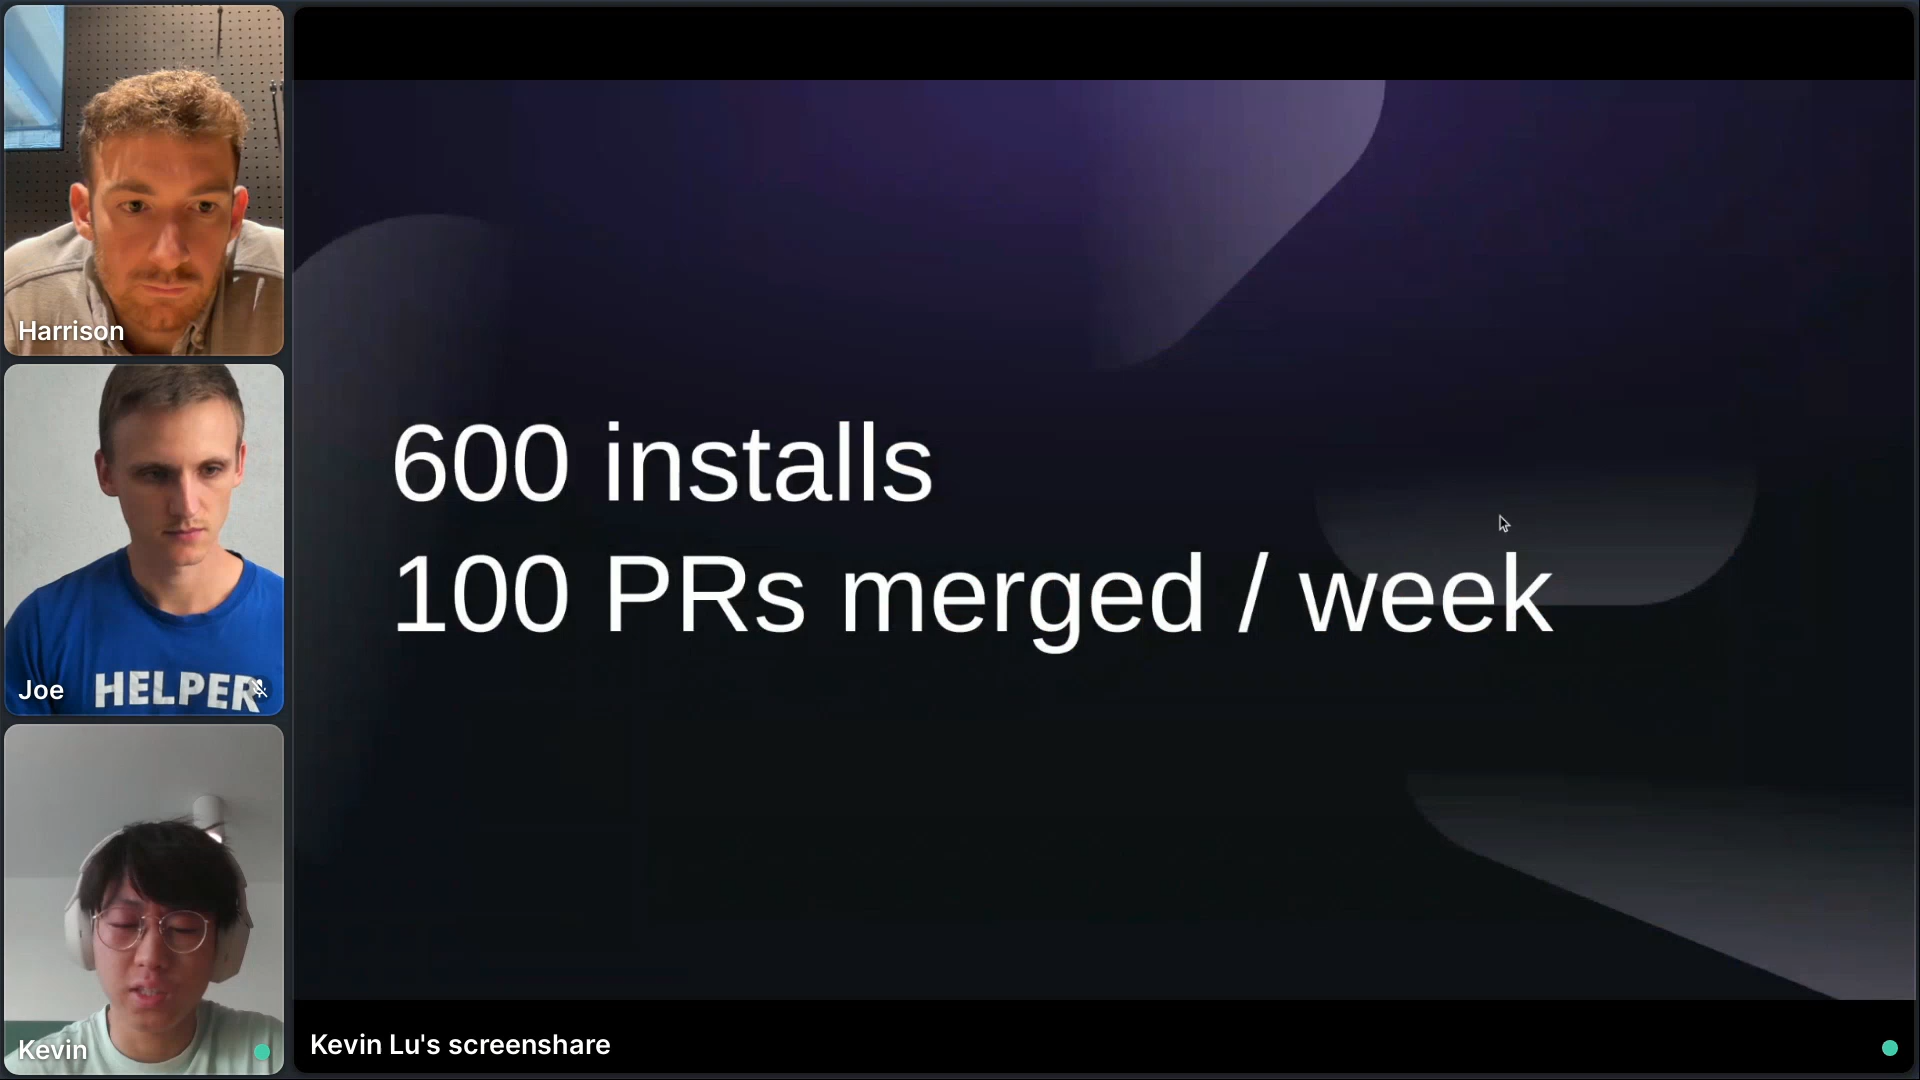 Harrison
Joe
HELPER
Kevin
600 installs
100 PRs merged / week
Kevin Lu's screenshare